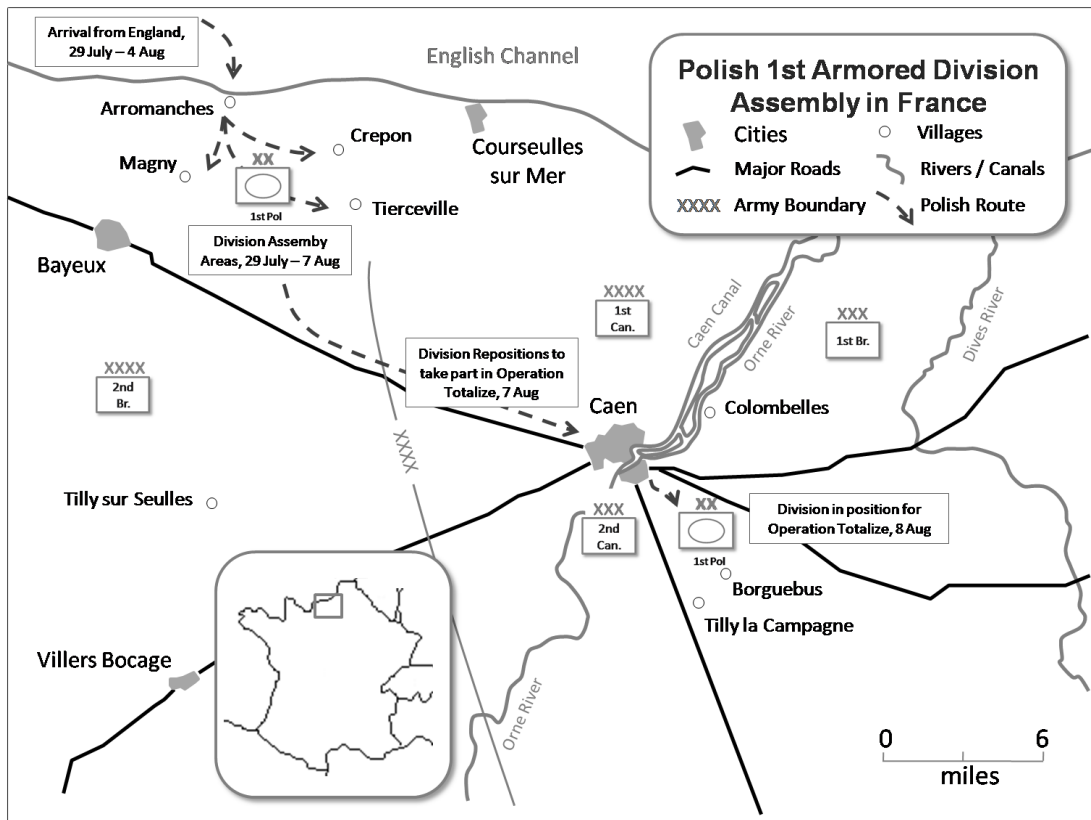 Arrival from England,
29 July – 4 Aug
English Channel
Polish 1st Armored Division
Assembly in France
Cities
Villages
Major Roads
Rivers / Canals
XXXX
Army Boundary
Polish Route
Arromanches
Crepon
Courseulles
sur Mer
Magny
XX
1st Pol
Tierceville
Division Assemby
Areas, 29 July – 7 Aug
Bayeux
XXXX
1st
Can.
Caen Canal
Orne River
XXX
1st Br.
Dives River
XXXX
2nd
Br.
Division Repositions to
take part in Operation
Totalize, 7 Aug
Caen
Colombelles
XXXX
Tilly sur Seulles
XXX
2nd
Can.
XX
1st Pol
Division in position for
Operation Totalize, 8 Aug
Borguebus
Tilly la Campagne
Villers Bocage
Orne River
0
6
miles